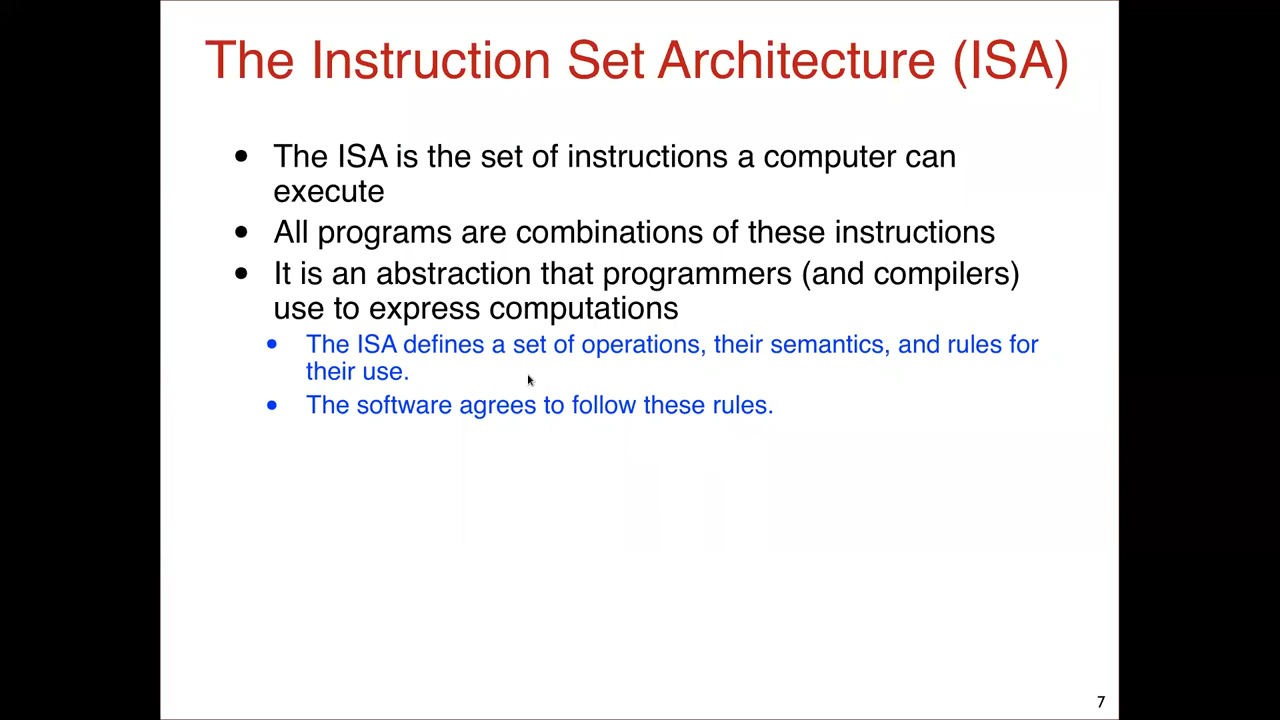 The Instruction Set Architecture (ISA)
• The ISA is the set of instructions a computer can
execute
• All programs are combinations of these instructions
• It is an abstraction that programmers (and compilers)
use to express computations
• The ISA defines a set of operations, their semantics, and rules for
their use.
• The software agrees to follow these rules.
7